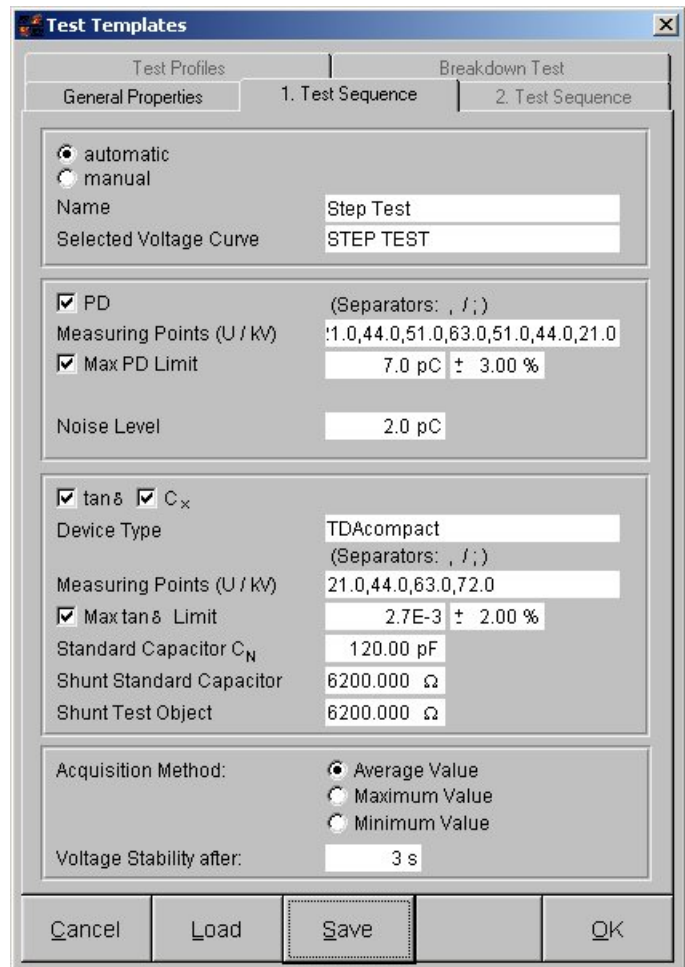 Test Templates
Test Profiles Breakdown Test
General Properties 1. Test Sequence 2. Test Sequence
automatic
manual
Name Step Test
Selected Voltage Curve STEP TEST
PD (Separators: , / ;)
Measuring Points (U / kV) 1.0,44.0,51.0,63.0,51.0,44.0,21.0
Max PD Limit 7.0 pC ± 3.00 %
Noise Level 2.0 pC
tan δ Cx
Device Type TDAcompact
(Separators: , / ;)
Measuring Points (U / kV) 21.0,44.0,63.0,72.0
Max tan δ Limit 2.7E-3 ± 2.00 %
Standard Capacitor CN 120.00 pF
Shunt Standard Capacitor 6200.000 Ω
Shunt Test Object 6200.000 Ω
Acquisition Method: Average Value
Maximum Value
Minimum Value
Voltage Stability after: 3 s
Cancel Load Save OK